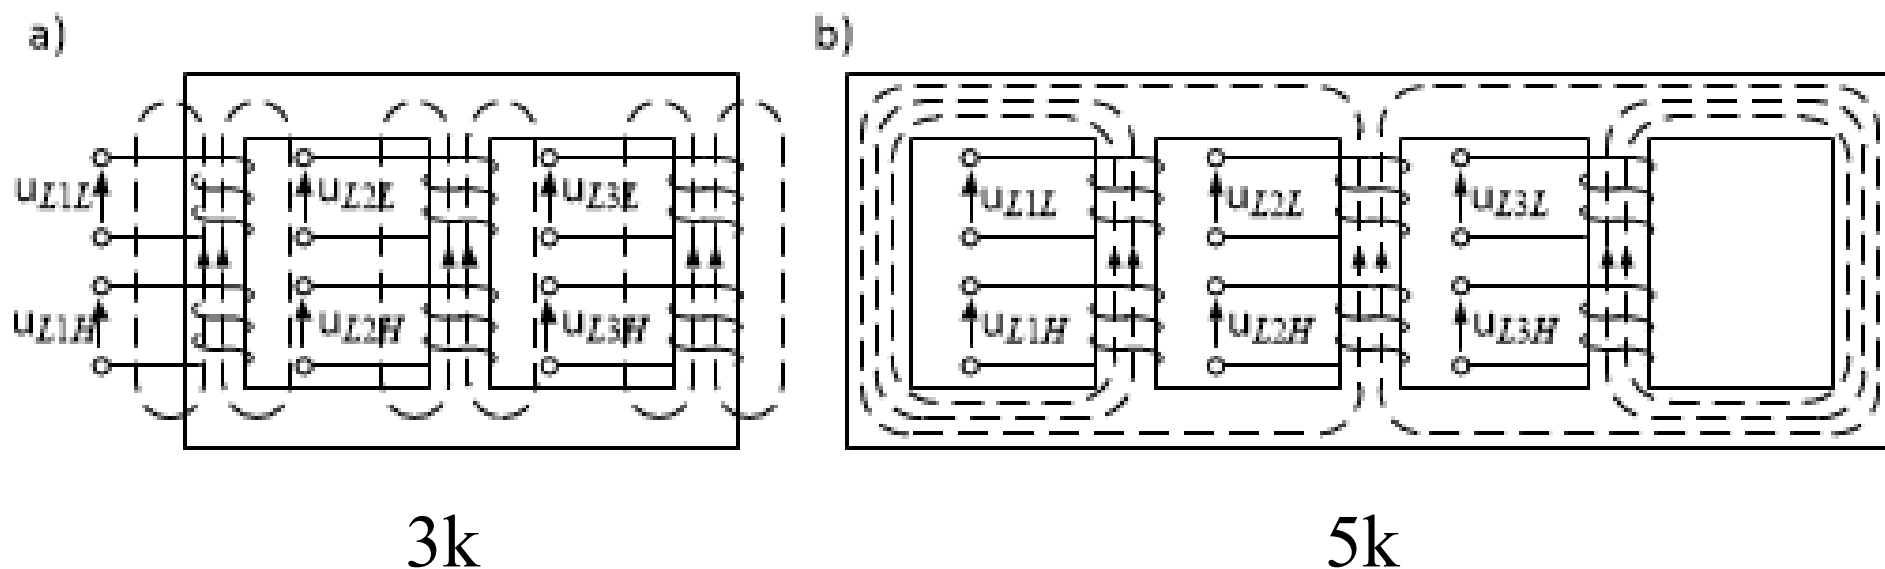 a)
b)
uL1L uL2L uL3L uL1L uL2L uL3L
uL1H uL2H uL3H uL1H uL2H uL3H
3k 5k